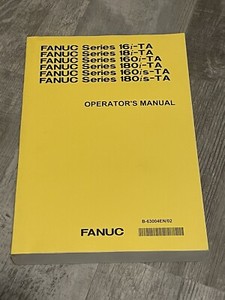 FANUC Series 16i-TA
FANUC Series 18i-TA
FANUC Series 160i-TA
FANUC Series 180i-TA
FANUC Series 160is-TA
FANUC Series 180is-TA
OPERATOR'S MANUAL
B-63004EN/02
FANUC